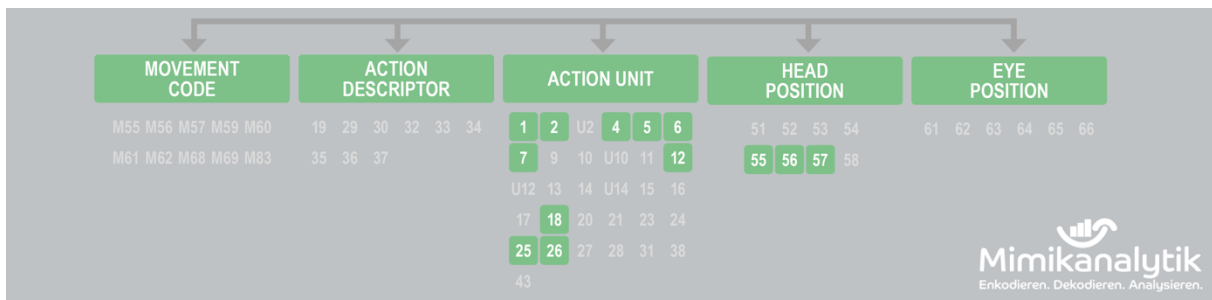 MOVEMENT CODE
ACTION DESCRIPTOR
ACTION UNIT
HEAD POSITION
EYE POSITION
M55 M56 M57 M59 M60
M61 M62 M68 M69 M83
19 29 30 32 33 34
35 36 37
1 2 U2 4 5 6
7 9 10 U10 11 12
U12 13 14 U14 15 16
17 18 20 21 23 24
25 26 27 28 31 38
43
51 52 53 54
55 56 57 58
61 62 63 64 65 66
Mimikanalytik
Enkodieren. Dekodieren. Analysieren.